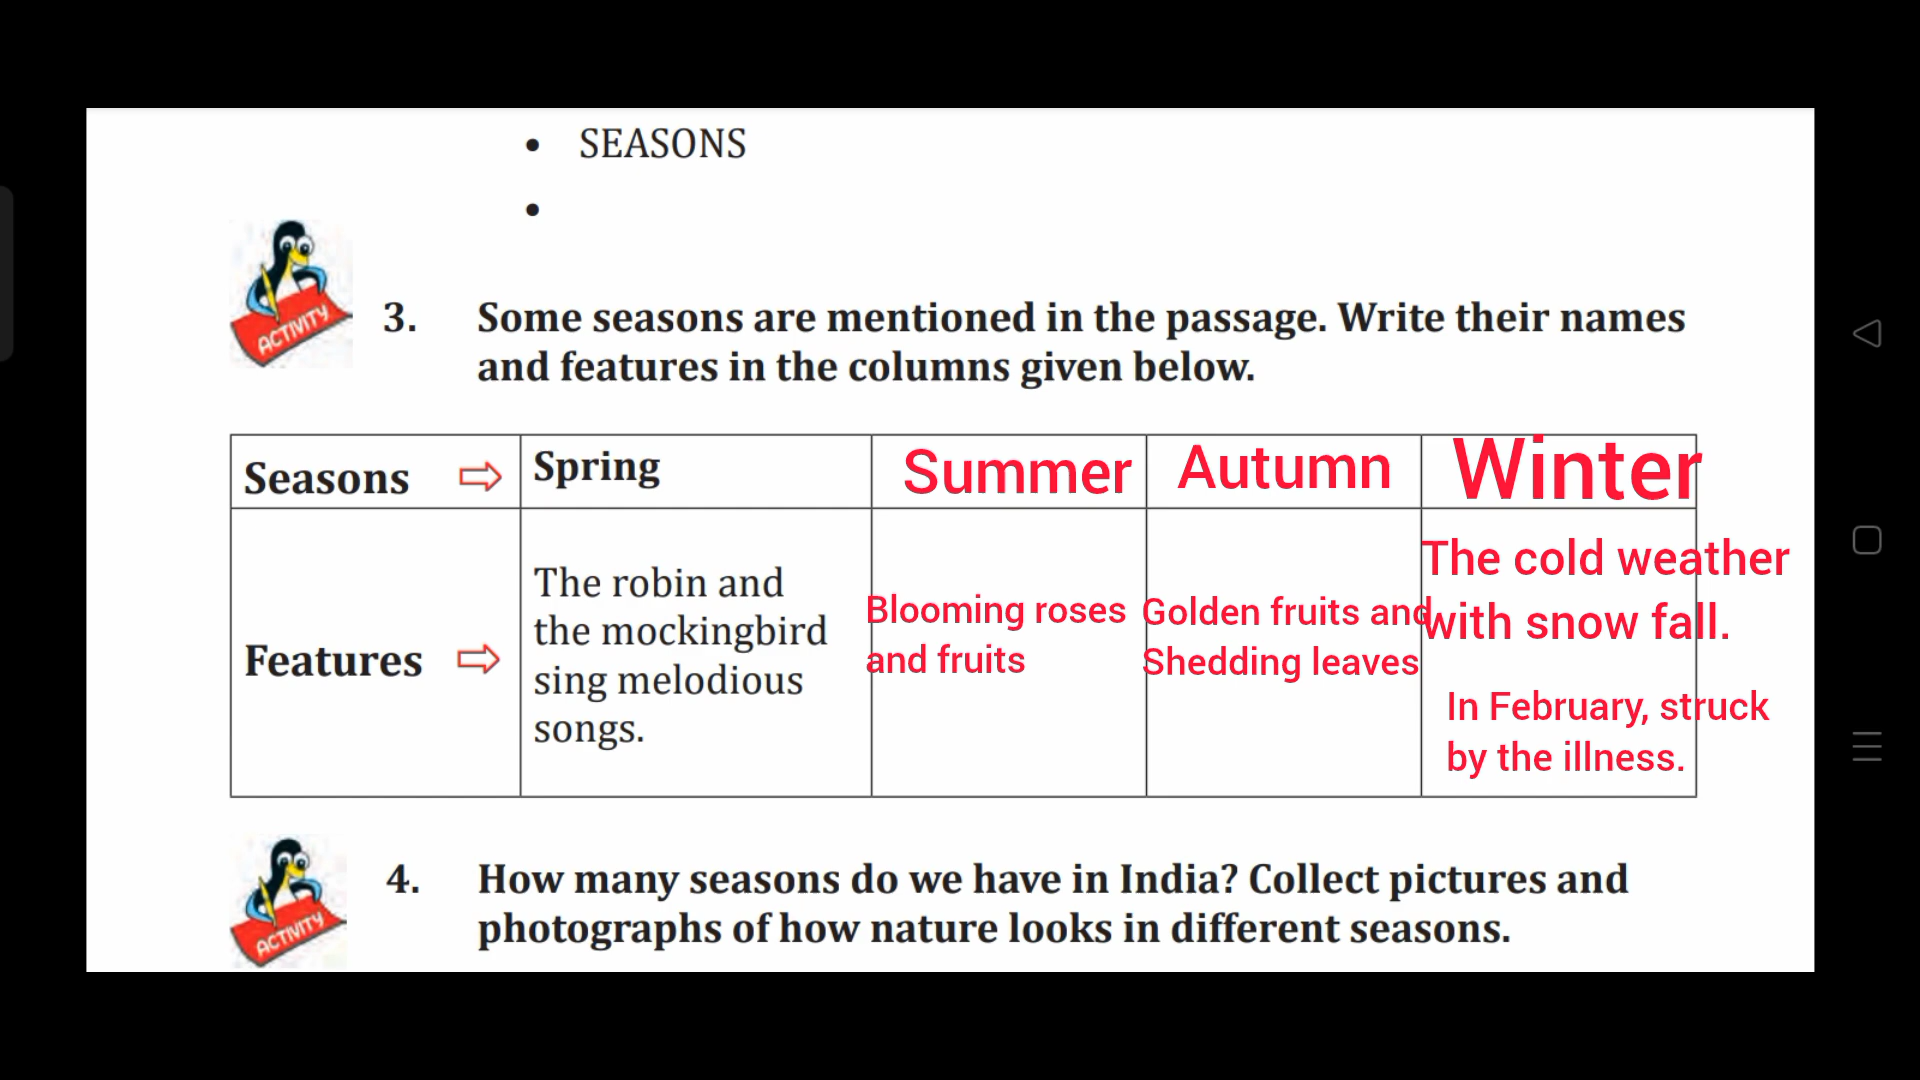 • SEASONS
•
ACTIVITY
3. Some seasons are mentioned in the passage. Write their names
and features in the columns given below.
Seasons ⇨ Spring Summer Autumn Winter
Features ⇨
The robin and
the mockingbird
sing melodious
songs.
Blooming roses
and fruits
Golden fruits and
Shedding leaves
The cold weather
with snow fall.
In February, struck
by the illness.
ACTIVITY
4. How many seasons do we have in India? Collect pictures and
photographs of how nature looks in different seasons.